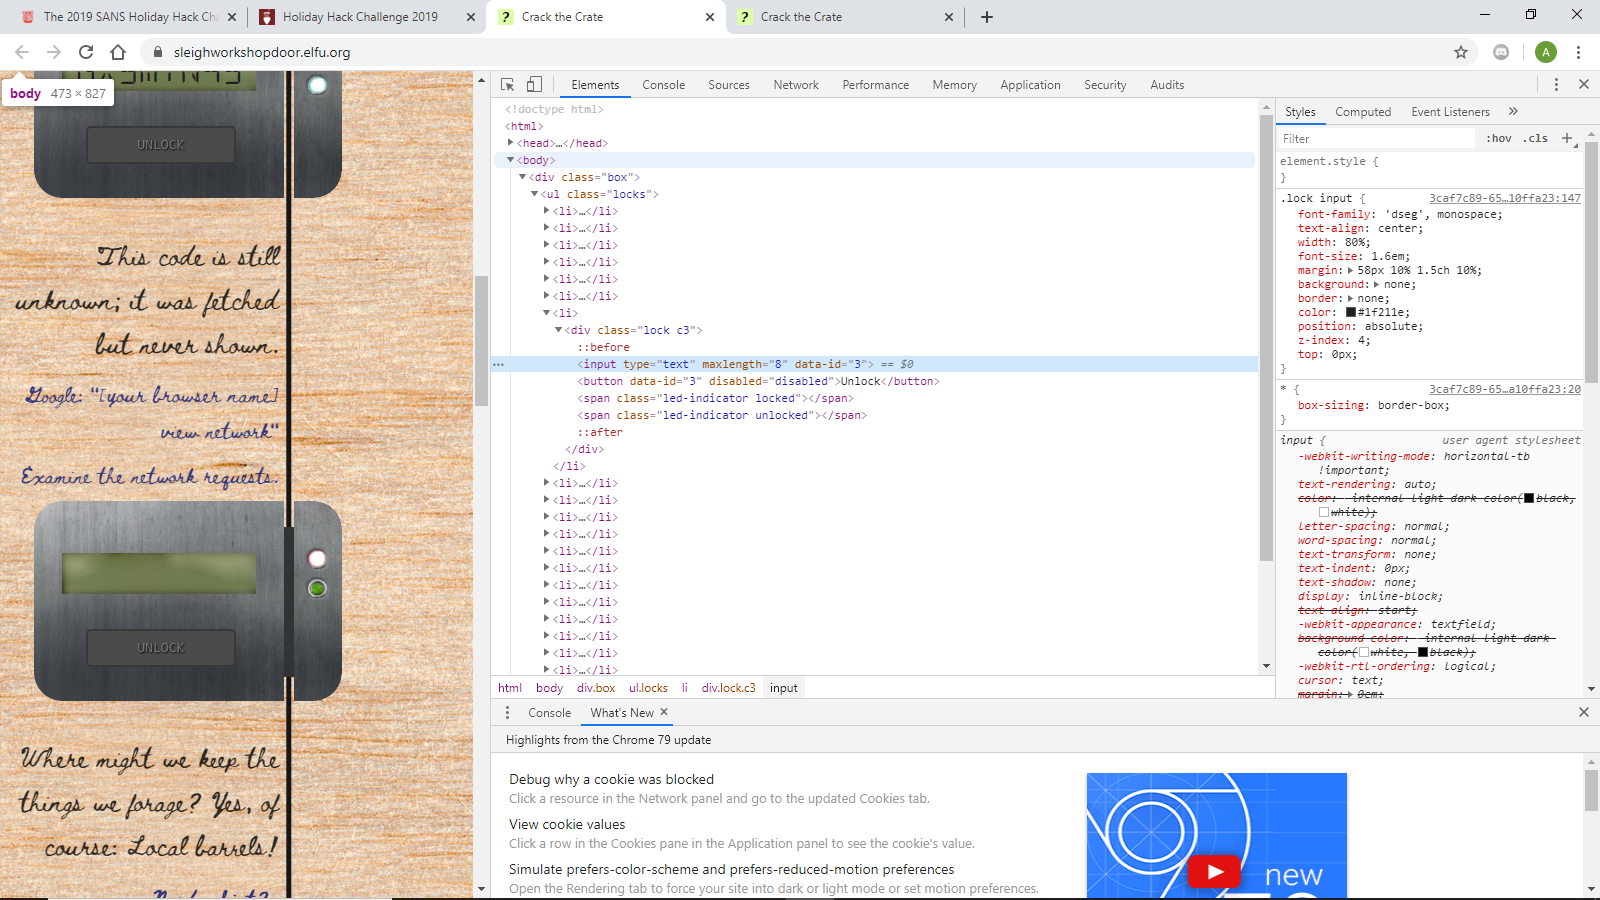 The 2019 SANS Holiday Hack Cha
Holiday Hack Challenge 2019
Crack the Crate
Crack the Crate
sleighworkshopdoor.elfu.org
A
body 473 × 827
UNLOCK
This code is still
unknown; it was fetched
but never shown.
Google: "[your browser name]
view network"
Examine the network requests.
UNLOCK
Where might we keep the
things we forage? Yes, of
course: Local barrels!
Elements Console Sources Network Performance Memory Application Security Audits
<!doctype html>
<html>
<head>…</head>
<body>
<div class="box">
<ul class="locks">
<li>…</li>
<li>…</li>
<li>…</li>
<li>…</li>
<li>…</li>
<li>…</li>
<li>
<div class="lock c3">
::before
<input type="text" maxlength="8" data-id="3"> == $0
<button data-id="3" disabled="disabled">Unlock</button>
<span class="led-indicator locked"></span>
<span class="led-indicator unlocked"></span>
::after
</div>
</li>
<li>…</li>
<li>…</li>
<li>…</li>
<li>…</li>
<li>…</li>
<li>…</li>
<li>…</li>
<li>…</li>
<li>…</li>
<li>…</li>
<li>…</li>
<li>…</li>
html body div.box ul.locks li div.lock.c3 input
Styles Computed Event Listeners »
Filter :hov .cls +
element.style {
}
.lock input { 3caf7c89-65…10ffa23:147
font-family: 'dseg', monospace;
text-align: center;
width: 80%;
font-size: 1.6em;
margin: 58px 10% 1.5ch 10%;
background: none;
border: none;
color: #1f211e;
position: absolute;
z-index: 4;
top: 0px;
}
* { 3caf7c89-65…a10ffa23:20
box-sizing: border-box;
}
input { user agent stylesheet
-webkit-writing-mode: horizontal-tb
!important;
text-rendering: auto;
color: -internal-light-dark-color(black,
white);
letter-spacing: normal;
word-spacing: normal;
text-transform: none;
text-indent: 0px;
text-shadow: none;
display: inline-block;
text-align: start;
-webkit-appearance: textfield;
background-color: -internal-light-dark-
color(white, black);
-webkit-rtl-ordering: logical;
cursor: text;
margin: 0em;
Console What's New
Highlights from the Chrome 79 update
Debug why a cookie was blocked
Click a resource in the Network panel and go to the updated Cookies tab.
View cookie values
Click a row in the Cookies pane in the Application panel to see the cookie's value.
Simulate prefers-color-scheme and prefers-reduced-motion preferences
Open the Rendering tab to force your site into dark or light mode or set motion preferences.
new